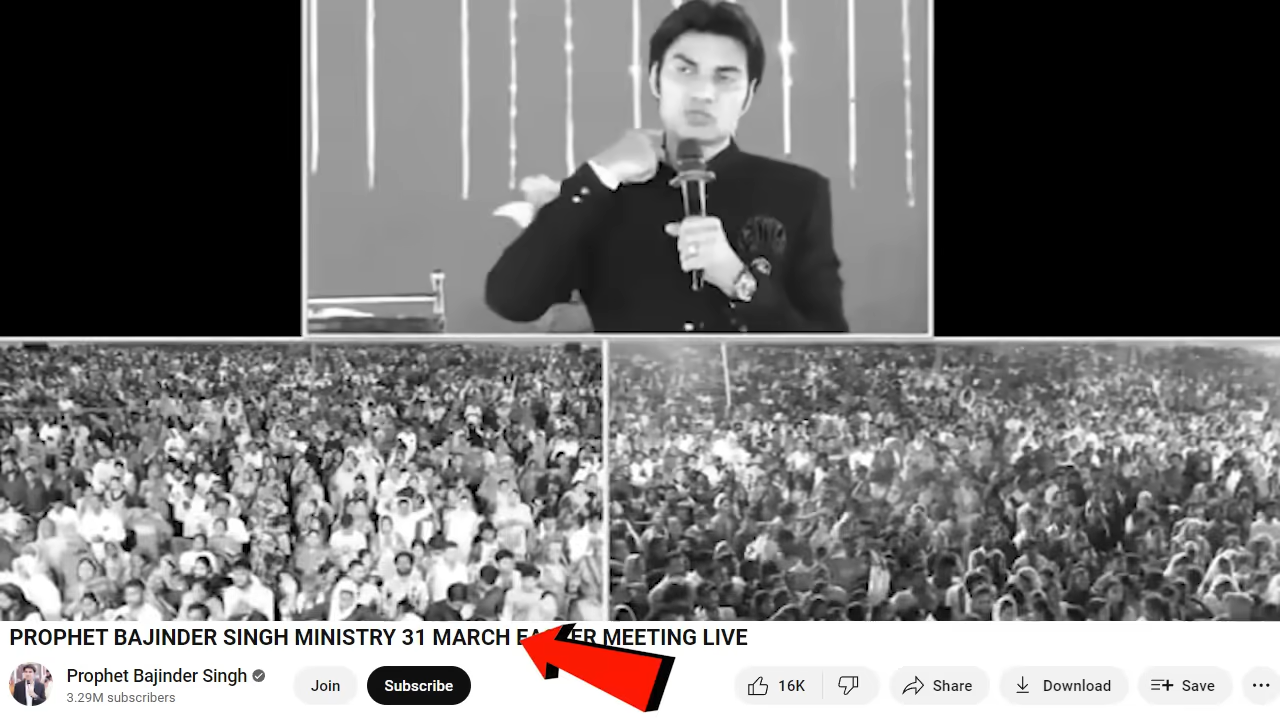 PROPHET BAJINDER SINGH MINISTRY 31 MARCH EASTER MEETING LIVE
Prophet Bajinder Singh
3.29M subscribers
Join
Subscribe
16K
Share
Download
Save